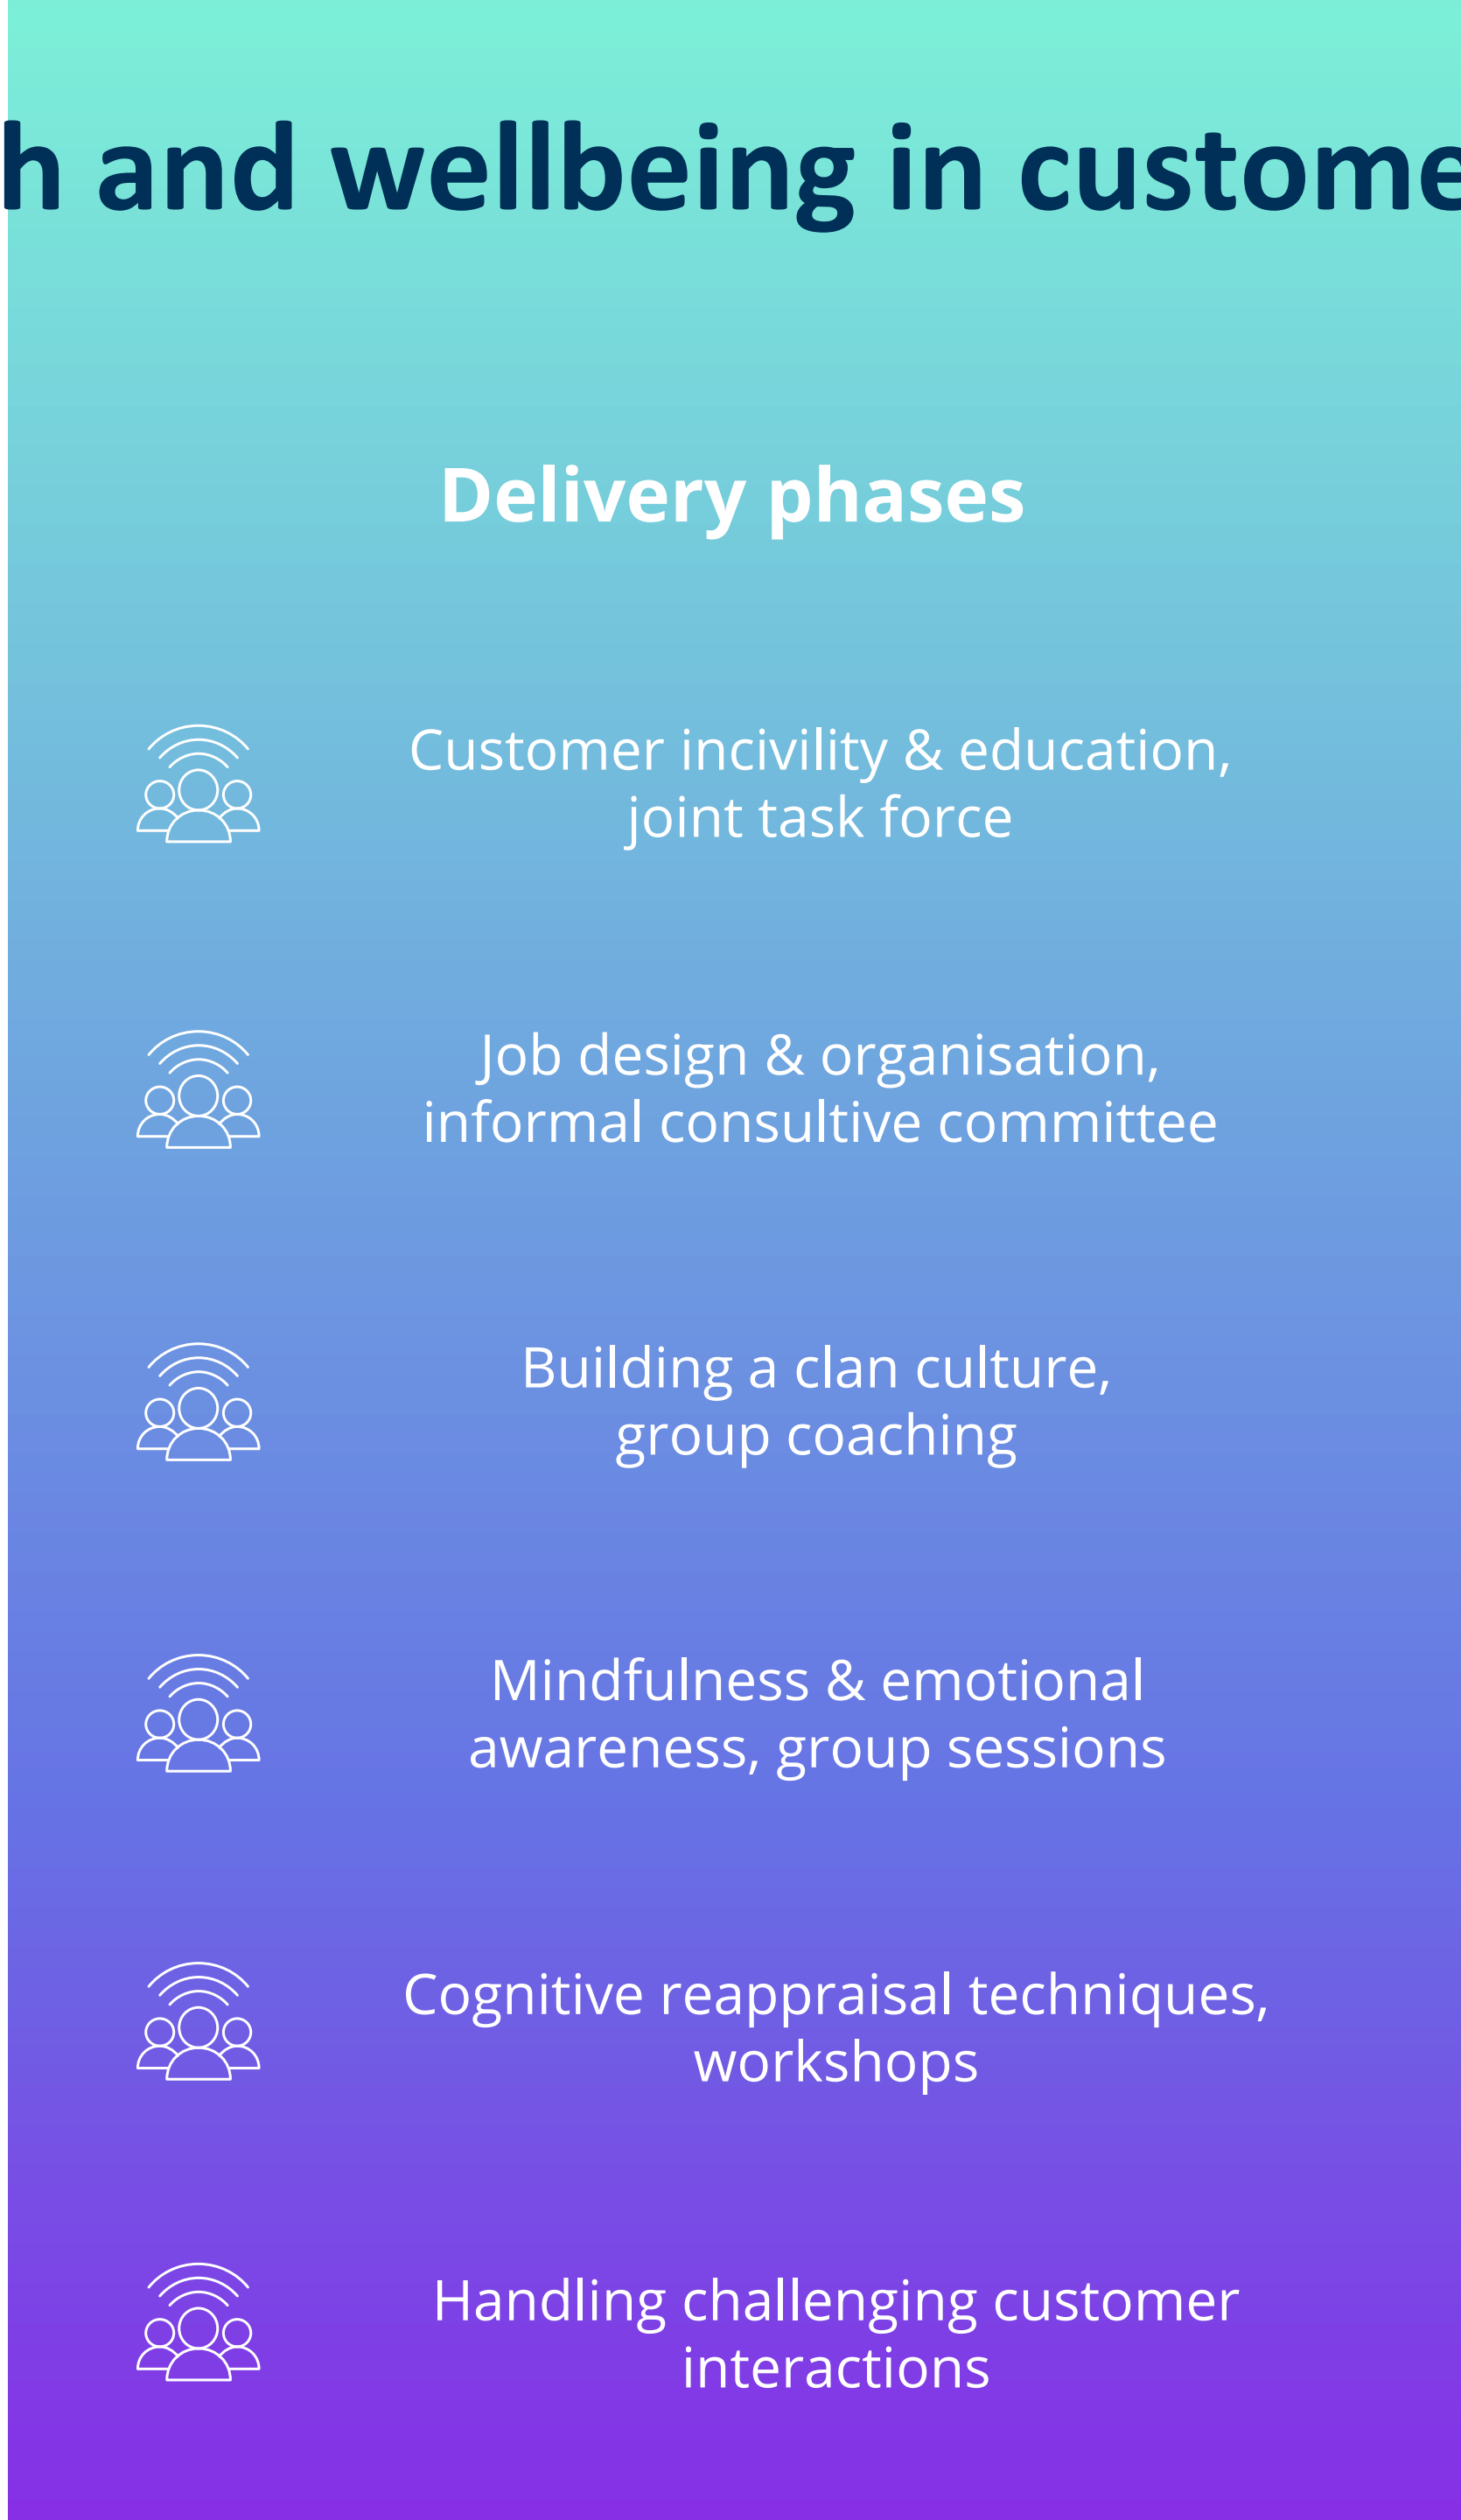 h and wellbeing in custome
Delivery phases
Customer incivility & education,
joint task force
Job design & organisation,
informal consultive committee
Building a clan culture,
group coaching
Mindfulness & emotional
awareness, group sessions
Cognitive reappraisal techniques,
workshops
Handling challenging customer
interactions